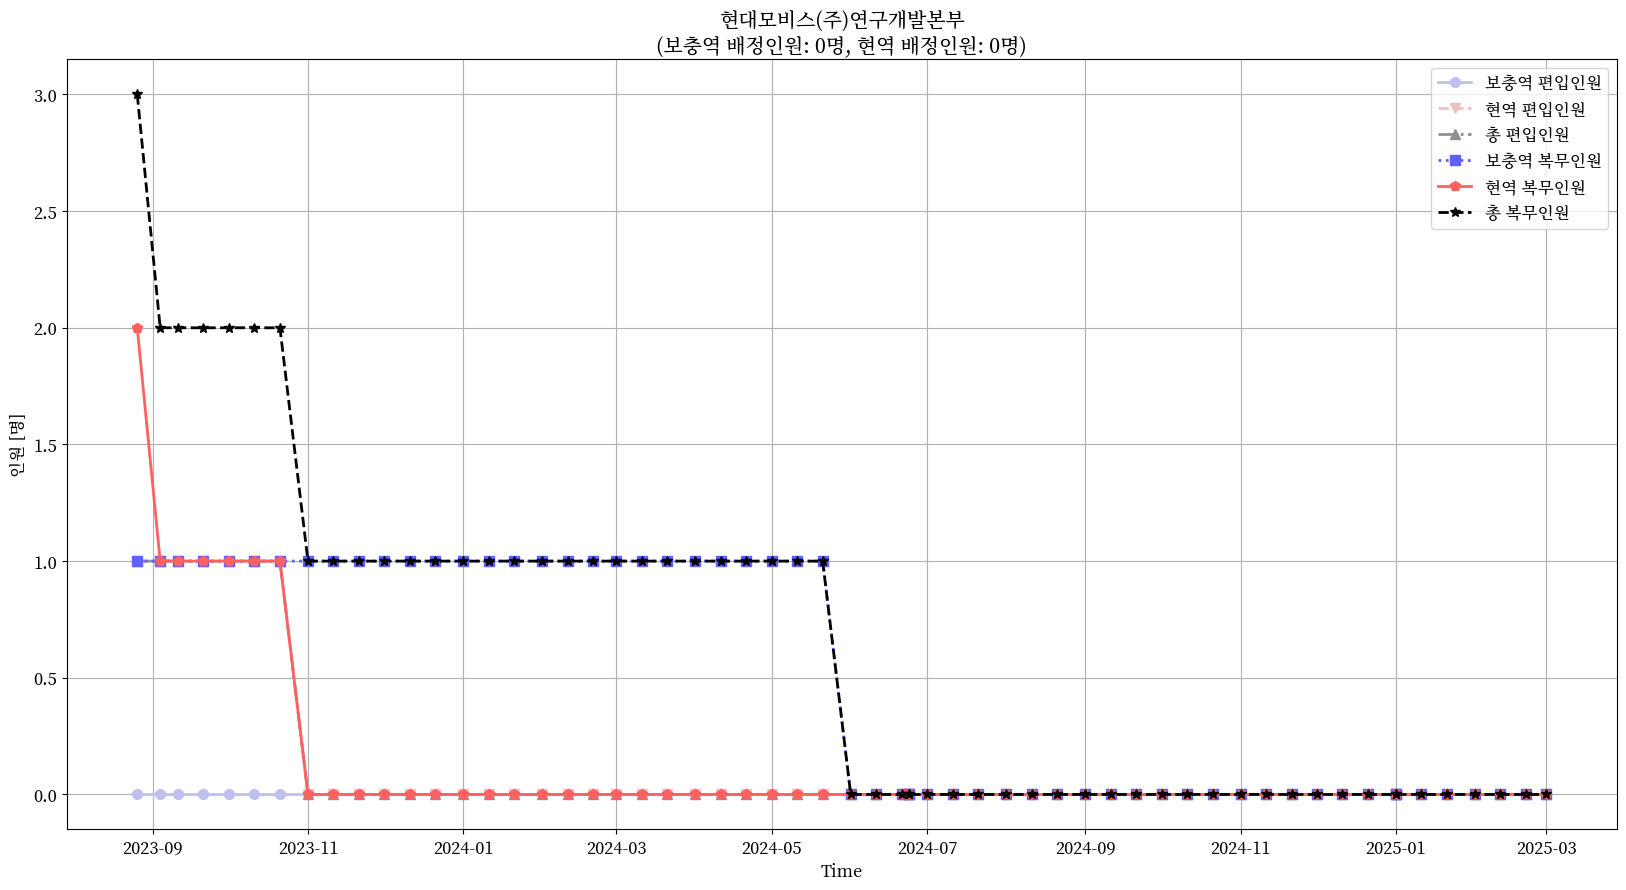 현대모비스(주)연구개발본부
(보충역 배정인원: 0명, 현역 배정인원: 0명)
보충역 편입인원
현역 편입인원
총 편입인원
보충역 복무인원
현역 복무인원
총 복무인원
인원 [명]
3.0
2.5
2.0
1.5
1.0
0.5
0.0
2023-09 2023-11 2024-01 2024-03 2024-05 2024-07 2024-09 2024-11 2025-01 2025-03
Time